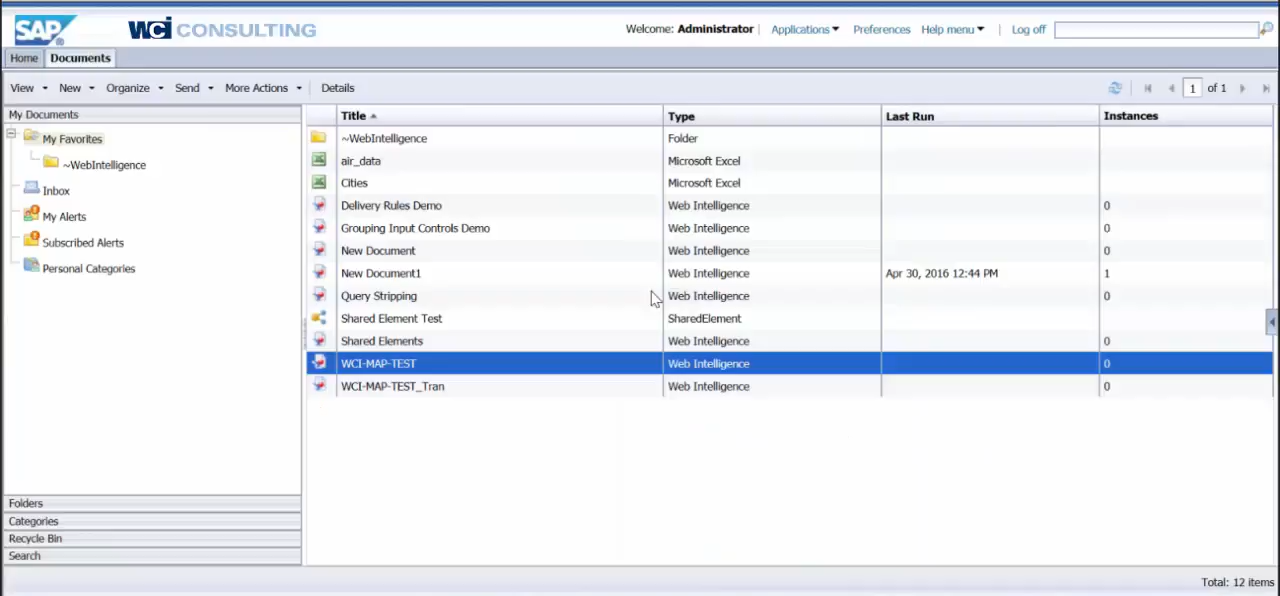 SAP WCI CONSULTING Welcome: Administrator | Applications Preferences Help menu | Log off
Home Documents
View New Organize Send More Actions Details 1 of 1
My Documents
My Favorites
~WebIntelligence
Inbox
My Alerts
Subscribed Alerts
Personal Categories
Folders
Categories
Recycle Bin
Search
Title Type Last Run Instances
~WebIntelligence Folder
air_data Microsoft Excel
Cities Microsoft Excel
Delivery Rules Demo Web Intelligence 0
Grouping Input Controls Demo Web Intelligence 0
New Document Web Intelligence 0
New Document1 Web Intelligence Apr 30, 2016 12:44 PM 1
Query Stripping Web Intelligence 0
Shared Element Test SharedElement
Shared Elements Web Intelligence 0
WCI-MAP-TEST Web Intelligence 0
WCI-MAP-TEST_Tran Web Intelligence 0
Total: 12 items